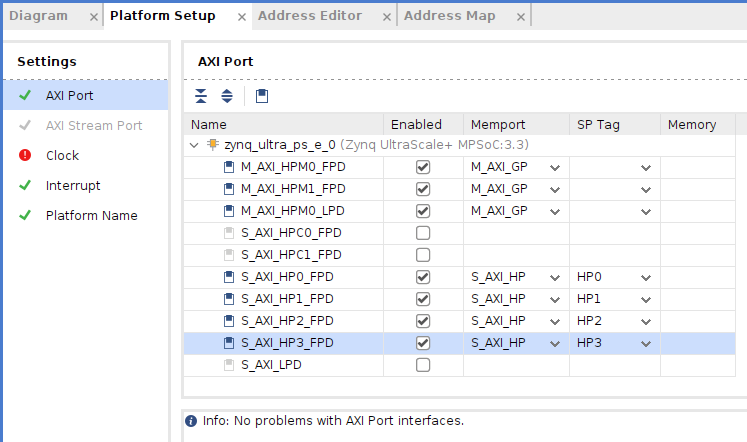 Diagram × Platform Setup × Address Editor × Address Map ×
Settings
AXI Port
AXI Stream Port
Clock
Interrupt
Platform Name
AXI Port
Name Enabled Memport SP Tag Memory
zynq_ultra_ps_e_0 (Zynq UltraScale+ MPSoC:3.3)
M_AXI_HPM0_FPD M_AXI_GP
M_AXI_HPM1_FPD M_AXI_GP
M_AXI_HPM0_LPD M_AXI_GP
S_AXI_HPC0_FPD
S_AXI_HPC1_FPD
S_AXI_HP0_FPD S_AXI_HP HP0
S_AXI_HP1_FPD S_AXI_HP HP1
S_AXI_HP2_FPD S_AXI_HP HP2
S_AXI_HP3_FPD S_AXI_HP HP3
S_AXI_LPD
Info: No problems with AXI Port interfaces.